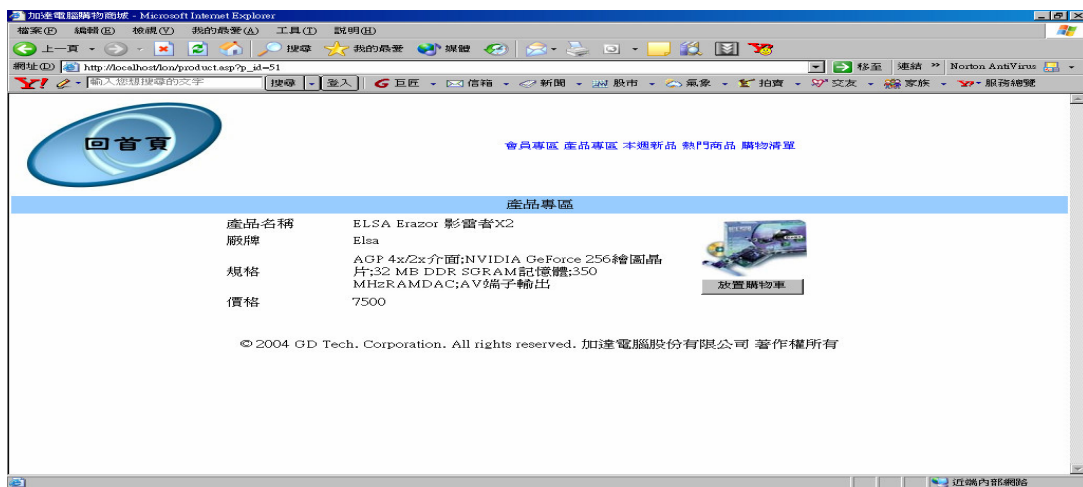 加達電腦購物商城 - Microsoft Internet Explorer
檔案(F) 編輯(E) 檢視(V) 我的最愛(A) 工具(T) 說明(H)
上一頁 搜尋 我的最愛 媒體
網址(D) http://localhost/lon/product.asp?p_id=51 移至 連結 » Norton AntiVirus
Y! 輸入您想搜尋的文字 搜尋 登入 G 巨匠 信箱 新聞 股市 氣象 拍賣 交友 家族 服務總覽
回首頁
會員專區 產品專區 本週新品 熱門商品 購物清單
產品專區
產品名稱 ELSA Erazor 影雷者X2
廠牌 Elsa
規格 AGP 4x/2x介面;NVIDIA GeForce 256繪圖晶
片;32 MB DDR SGRAM記憶體;350
MHzRAMDAC;AV端子輸出
放置購物車
價格 7500
© 2004 GD Tech. Corporation. All rights reserved. 加達電腦股份有限公司 著作權所有
近端內部網路